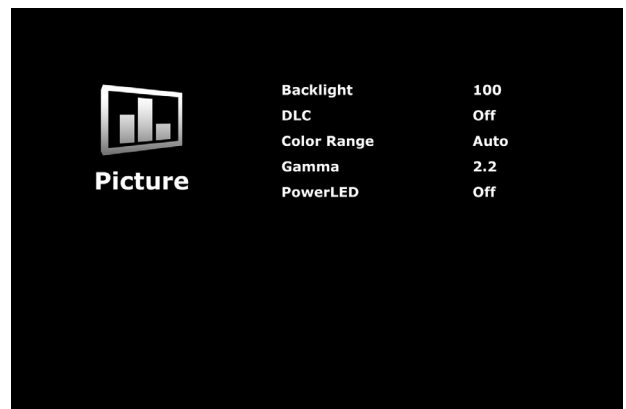 Picture
Backlight 100
DLC Off
Color Range Auto
Gamma 2.2
PowerLED Off